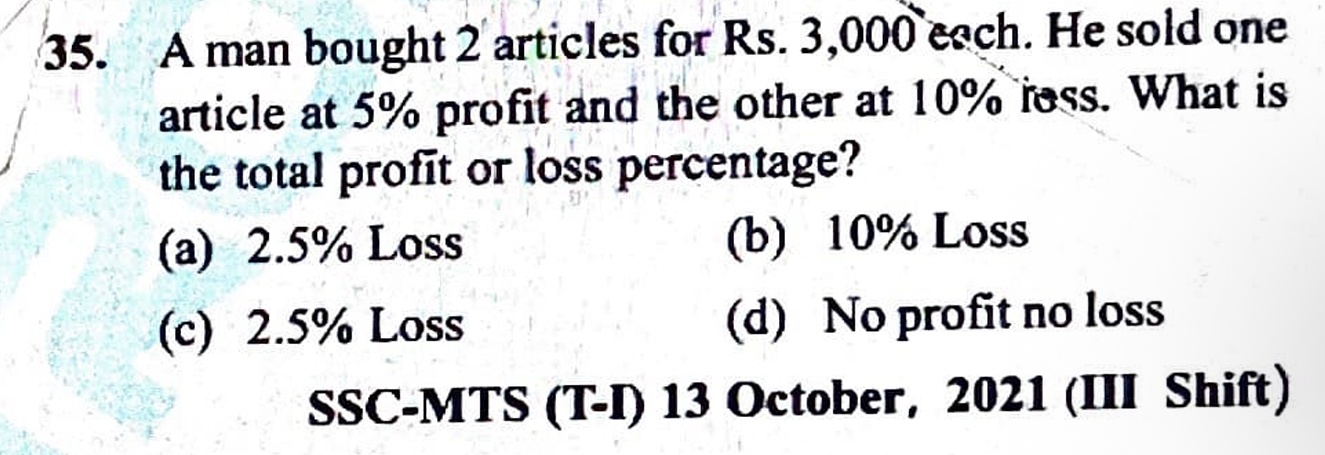 35. A man bought 2 articles for Rs. 3,000 each. He sold one
article at 5% profit and the other at 10% loss. What is
the total profit or loss percentage?
(a) 2.5% Loss (b) 10% Loss
(c) 2.5% Loss (d) No profit no loss
SSC-MTS (T-I) 13 October, 2021 (III Shift)